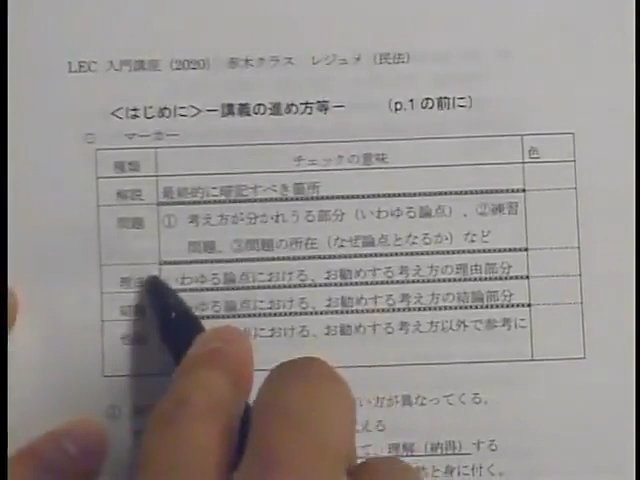 LEC 入門講座（2020） 赤木クラス レジュメ（民法）
＜はじめに＞－講義の進め方等－ （p.1の前に）
マーカー
種類 チェックの意味 色
解説 最終的に暗記すべき箇所
問題 ① 考え方が分かれうる部分（いわゆる論点）、②練習
問題、③問題の所在（なぜ論点となるか）など
理由 いわゆる論点における、お勧めする考え方の理由部分
ゆる論点における、お勧めする考え方の結論部分
における、お勧めする考え方以外で参考に
い方が異なってくる。
える
て、理解（納得）する
と身に付く。